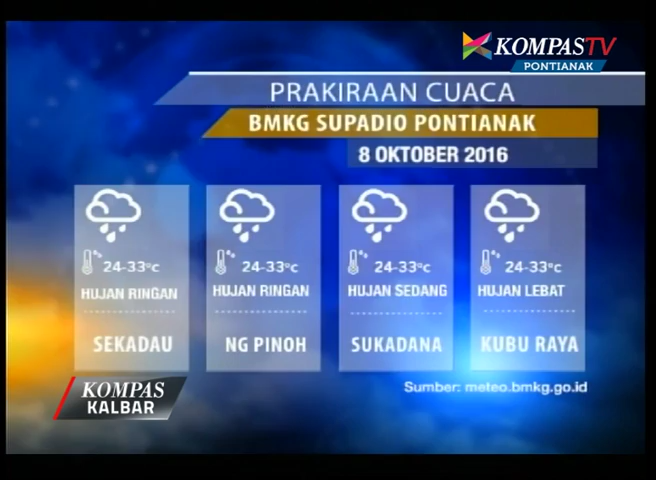 KOMPASTV
PONTIANAK
PRAKIRAAN CUACA
BMKG SUPADIO PONTIANAK
8 OKTOBER 2016
24-33°c
HUJAN RINGAN
SEKADAU
24-33°c
HUJAN RINGAN
NG PINOH
24-33°c
HUJAN SEDANG
SUKADANA
24-33°c
HUJAN LEBAT
KUBU RAYA
Sumber: meteo.bmkg.go.id
KOMPAS
KALBAR